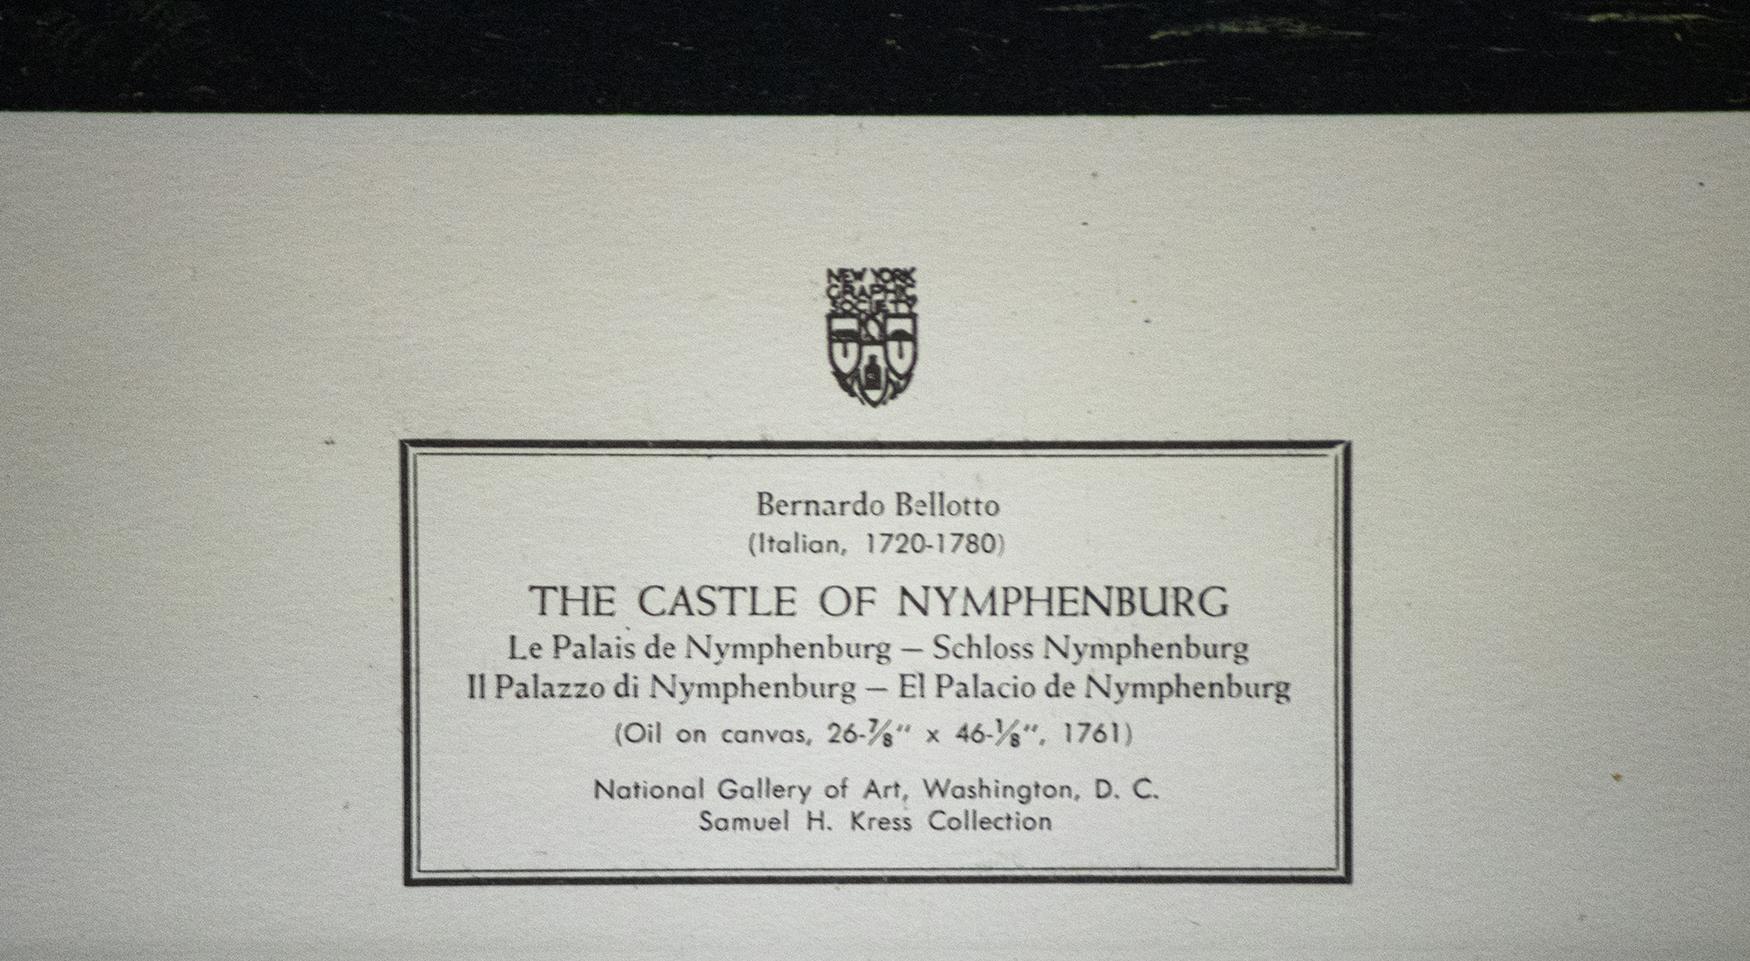 NEW YORK
GRAPHIC
SOCIETY
Bernardo Bellotto
(Italian, 1720-1780)
THE CASTLE OF NYMPHENBURG
Le Palais de Nymphenburg – Schloss Nymphenburg
Il Palazzo di Nymphenburg – El Palacio de Nymphenburg
(Oil on canvas, 26-⅞" x 46-⅛", 1761)
National Gallery of Art, Washington, D. C.
Samuel H. Kress Collection